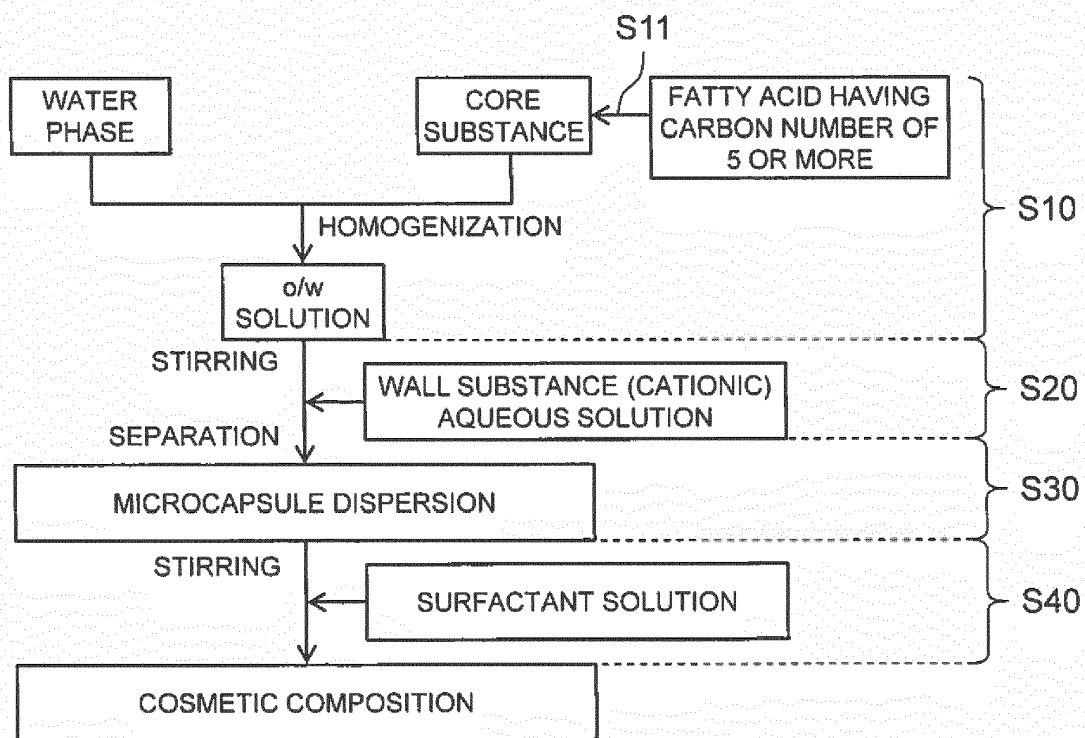 S11
WATER
PHASE
CORE
SUBSTANCE
FATTY ACID HAVING
CARBON NUMBER OF
5 OR MORE
S10
HOMOGENIZATION
o/w
SOLUTION
STIRRING
WALL SUBSTANCE (CATIONIC)
AQUEOUS SOLUTION
S20
SEPARATION
MICROCAPSULE DISPERSION
S30
STIRRING
SURFACTANT SOLUTION
S40
COSMETIC COMPOSITION